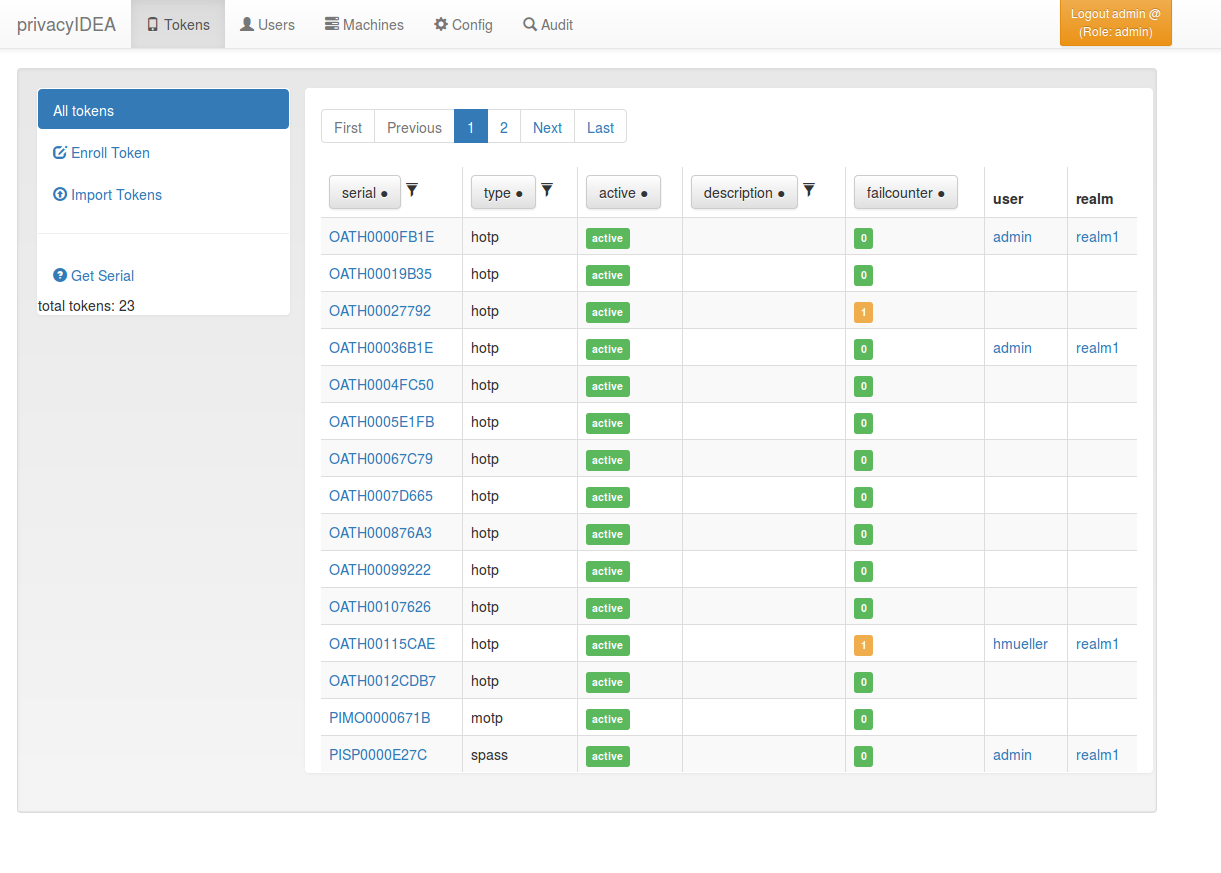 privacyIDEA Tokens Users Machines Config Audit
Logout admin @
(Role: admin)
All tokens
Enroll Token
Import Tokens
Get Serial
total tokens: 23
First Previous 1 2 Next Last
serial ● type ● active ● description ● failcounter ● user realm
OATH0000FB1E hotp active 0 admin realm1
OATH00019B35 hotp active 0
OATH00027792 hotp active 1
OATH00036B1E hotp active 0 admin realm1
OATH0004FC50 hotp active 0
OATH0005E1FB hotp active 0
OATH00067C79 hotp active 0
OATH0007D665 hotp active 0
OATH000876A3 hotp active 0
OATH00099222 hotp active 0
OATH00107626 hotp active 0
OATH00115CAE hotp active 1 hmueller realm1
OATH0012CDB7 hotp active 0
PIMO0000671B motp active 0
PISP0000E27C spass active 0 admin realm1